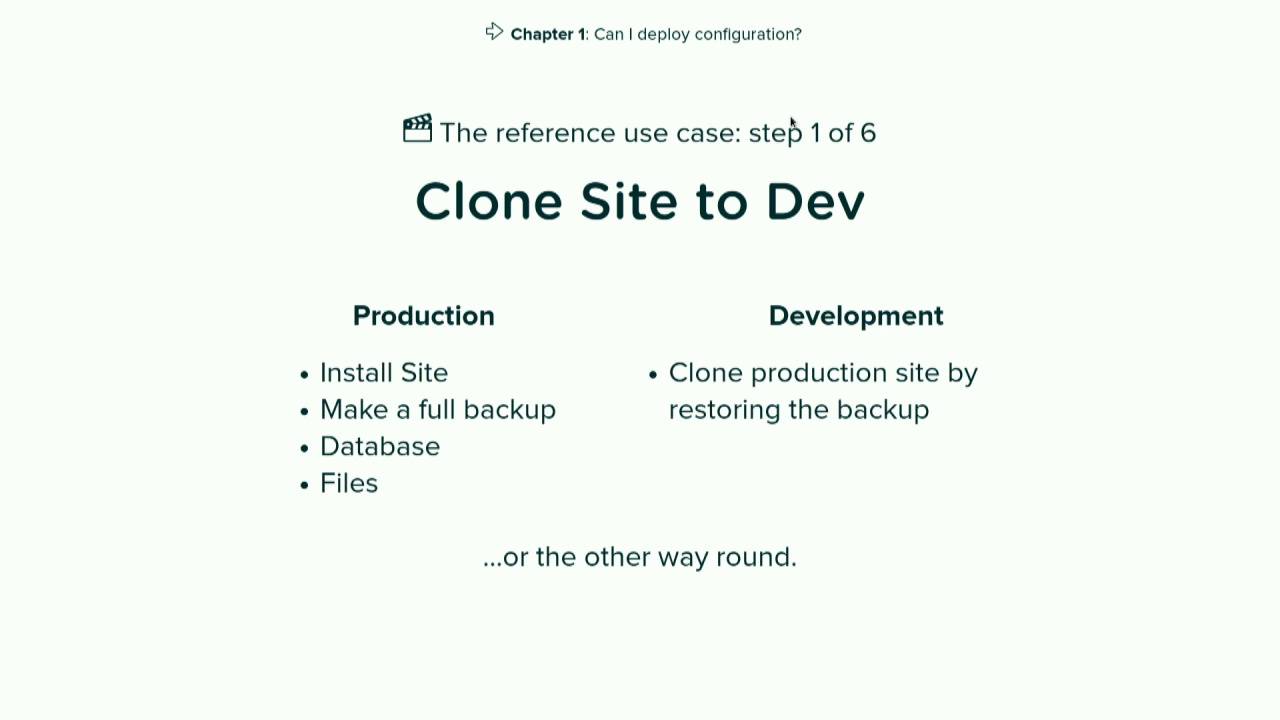 Chapter 1: Can I deploy configuration?
The reference use case: step 1 of 6
Clone Site to Dev
Production
• Install Site
• Make a full backup
• Database
• Files
Development
• Clone production site by
restoring the backup
...or the other way round.